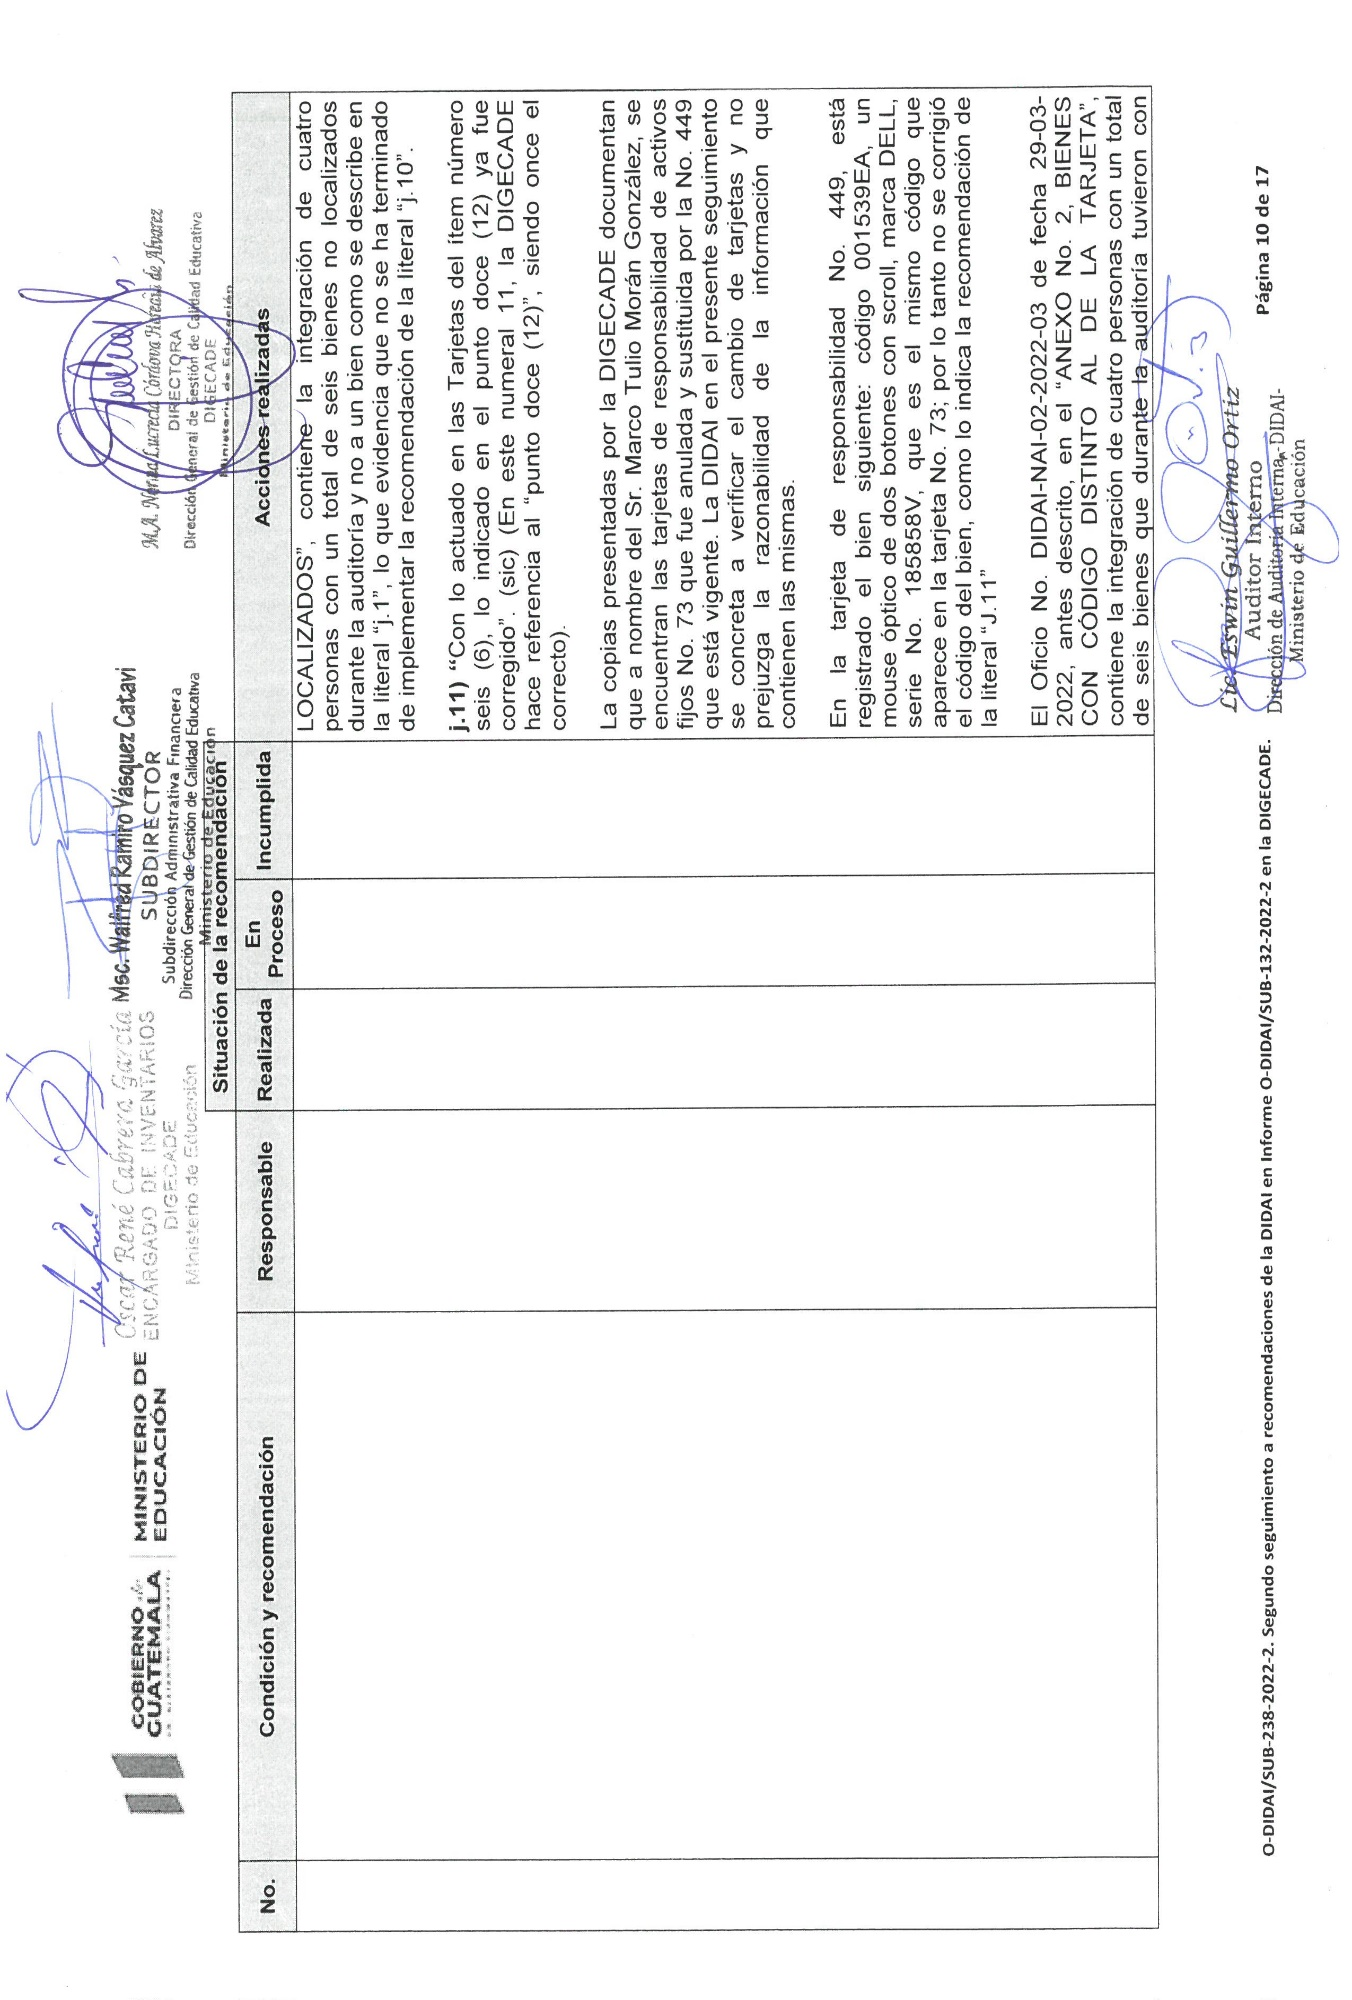 GOBIERNO de
GUATEMALA
MINISTERIO DE
EDUCACIÓN
Oscar René Cabrera García
ENCARGADO DE INVENTARIOS
DIGECADE
Ministerio de Educación
Msc. Walfred Ramiro Vásquez Catavi
SUBDIRECTOR
Subdirección Administrativa Financiera
Dirección General de Gestión de Calidad Educativa
Ministerio de Educación
DIRECTORA
Dirección General de Gestión de Calidad Educativa
DIGECADE
Ministerio de Educación
Situación de la recomendación
No.
Condición y recomendación
Responsable
Realizada
En
Proceso
Incumplida
Acciones realizadas
LOCALIZADOS”, contiene la integración de cuatro
personas con un total de seis bienes no localizados
durante la auditoría y no a un bien como se describe en
la literal “j.1”, lo que evidencia que no se ha terminado
de implementar la recomendación de la literal “j.10”.
j.11) “Con lo actuado en las Tarjetas del ítem número
seis (6), lo indicado en el punto doce (12) ya fue
corregido”. (sic) (En este numeral 11, la DIGECADE
hace referencia al “punto doce (12)”, siendo once el
correcto).
La copias presentadas por la DIGECADE documentan
que a nombre del Sr. Marco Tulio Morán González, se
encuentran las tarjetas de responsabilidad de activos
fijos No. 73 que fue anulada y sustituida por la No. 449
que está vigente. La DIDAI en el presente seguimiento
se concreta a verificar el cambio de tarjetas y no
prejuzga la razonabilidad de la información que
contienen las mismas.
En la tarjeta de responsabilidad No. 449, está
registrado el bien siguiente: código 001539EA, un
mouse óptico de dos botones con scroll, marca DELL,
serie No. 185858V, que es el mismo código que
aparece en la tarjeta No. 73; por lo tanto no se corrigió
el código del bien, como lo indica la recomendación de
la literal “J.11”
El Oficio No. DIDAI-NAI-02-2022-03 de fecha 29-03-
2022, antes descrito, en el “ANEXO No. 2, BIENES
CON CÓDIGO DISTINTO AL DE LA TARJETA”,
contiene la integración de cuatro personas con un total
de seis bienes que durante la auditoría tuvieron con
Lic. Eswin Guillermo Ortiz
Auditor Interno
Dirección de Auditoría Interna, DIDAI-
Ministerio de Educación
O-DIDAI/SUB-238-2022-2. Segundo seguimiento a recomendaciones de la DIDAI en Informe O-DIDAI/SUB-132-2022-2 en la DIGECADE.
Página 10 de 17